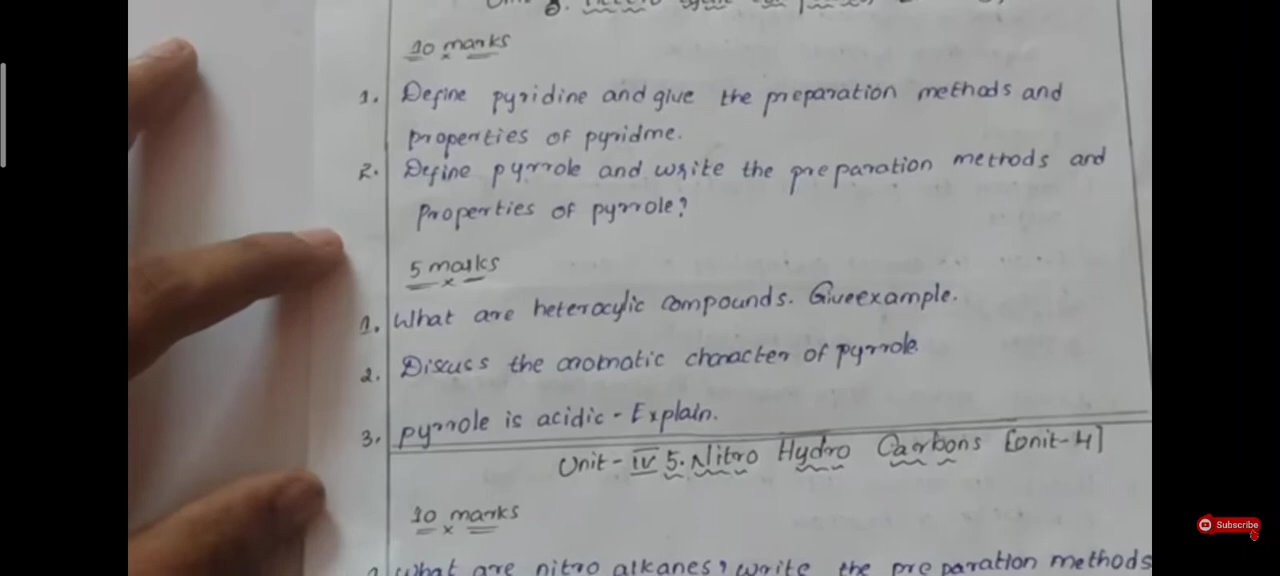 10 marks
1. Define pyridine and give the preparation methods and
properties of pyridme.
2. Define pyrrole and write the preparation methods and
properties of pyrrole?
5 marks
1. What are heterocylic compounds. Give example.
2. Discuss the aromatic character of pyrrole
3. pyrrole is acidic - Explain.
Unit - IV 5. Nitro Hydro Carbons [Unit-4]
10 marks
What are nitro alkanes? write the preparation methods
Subscribe